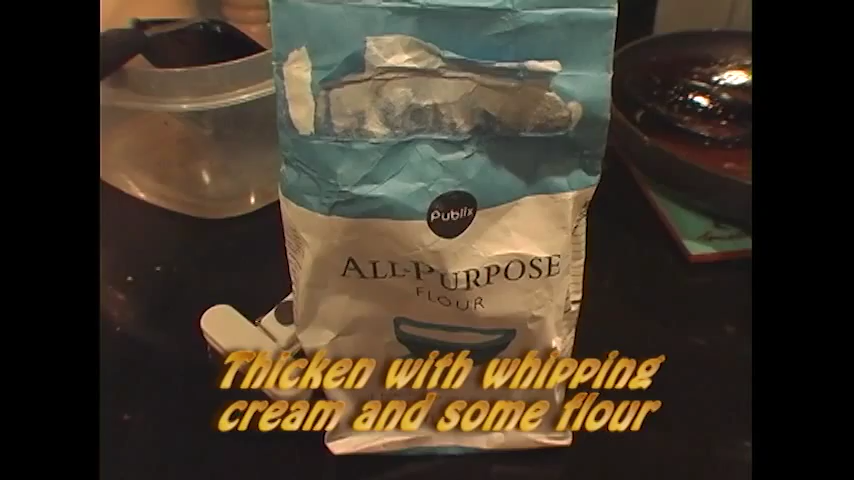 Publix
ALL-PURPOSE
FLOUR
Thicken with whipping
cream and some flour